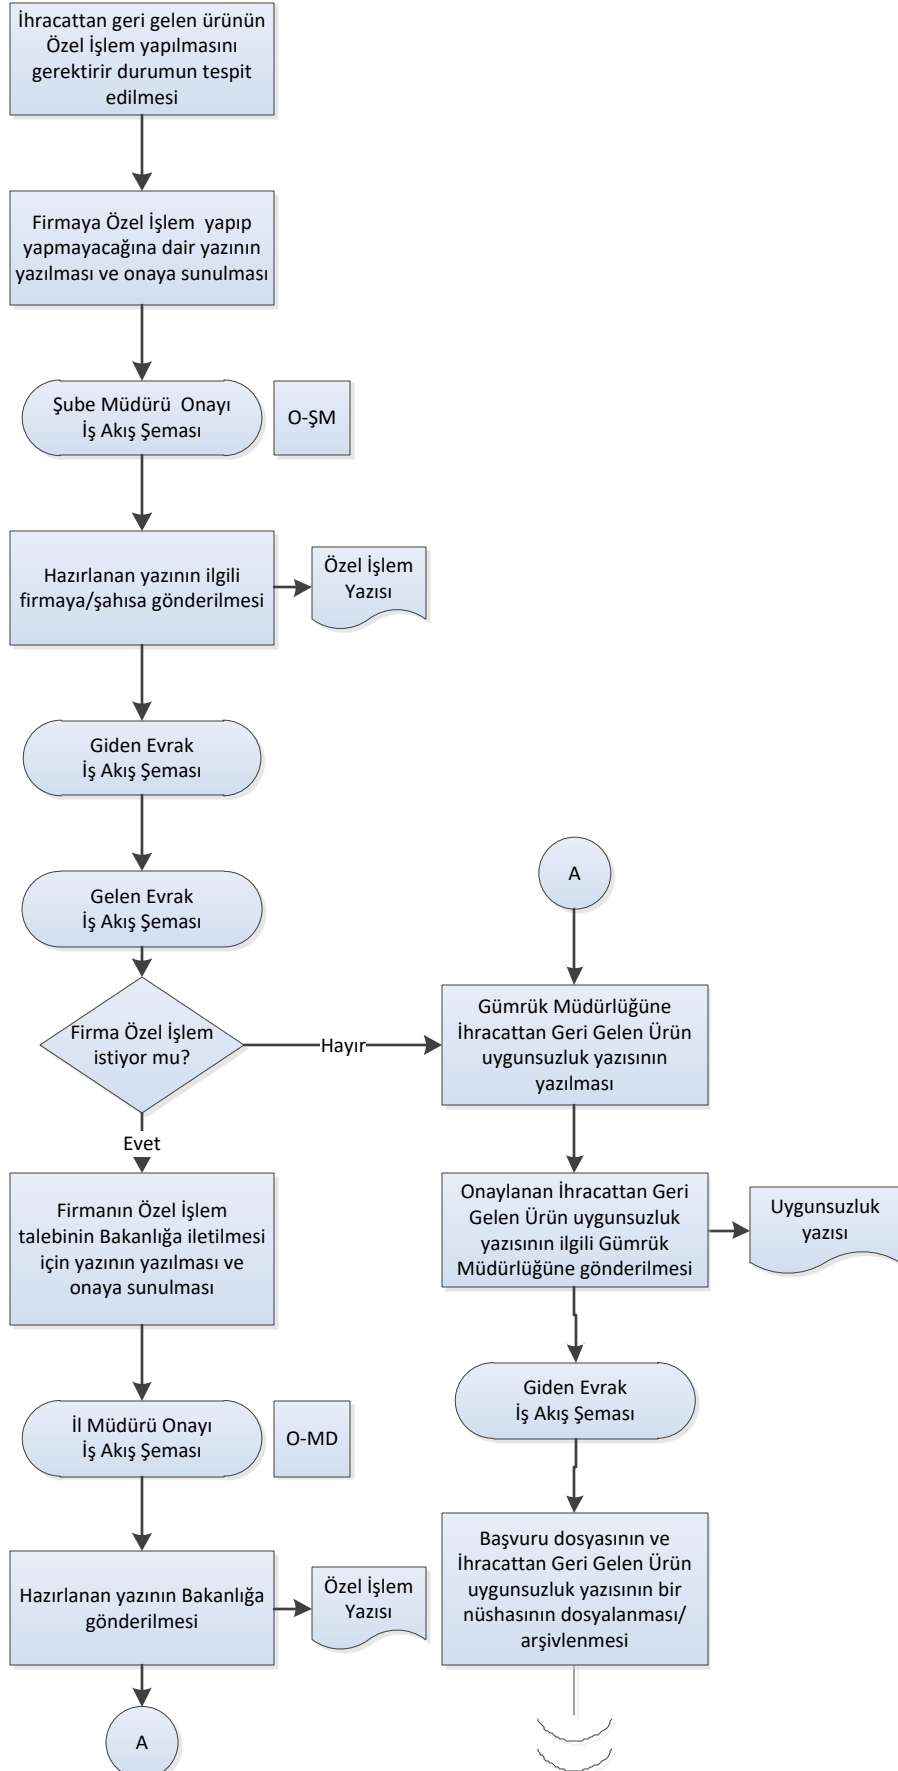 İhracattan geri gelen ürünün
Özel İşlem yapılmasını
gerektirir durumun tespit
edilmesi
Firmaya Özel İşlem yapıp
yapmayacağına dair yazının
yazılması ve onaya sunulması
Şube Müdürü Onayı
İş Akış Şeması
O-ŞM
Hazırlanan yazının ilgili
firmaya/şahısa gönderilmesi
Özel İşlem
Yazısı
Giden Evrak
İş Akış Şeması
Gelen Evrak
İş Akış Şeması
Firma Özel İşlem
istiyor mu?
Hayır
Evet
Firmanın Özel İşlem
talebinin Bakanlığa iletilmesi
için yazının yazılması ve
onaya sunulması
İl Müdürü Onayı
İş Akış Şeması
O-MD
Hazırlanan yazının Bakanlığa
gönderilmesi
Özel İşlem
Yazısı
A
A
Gümrük Müdürlüğüne
İhracattan Geri Gelen Ürün
uygunsuzluk yazısının
yazılması
Onaylanan İhracattan Geri
Gelen Ürün uygunsuzluk
yazısının ilgili Gümrük
Müdürlüğüne gönderilmesi
Uygunsuzluk
yazısı
Giden Evrak
İş Akış Şeması
Başvuru dosyasının ve
İhracattan Geri Gelen Ürün
uygunsuzluk yazısının bir
nüshasının dosyalanması/
arşivlenmesi